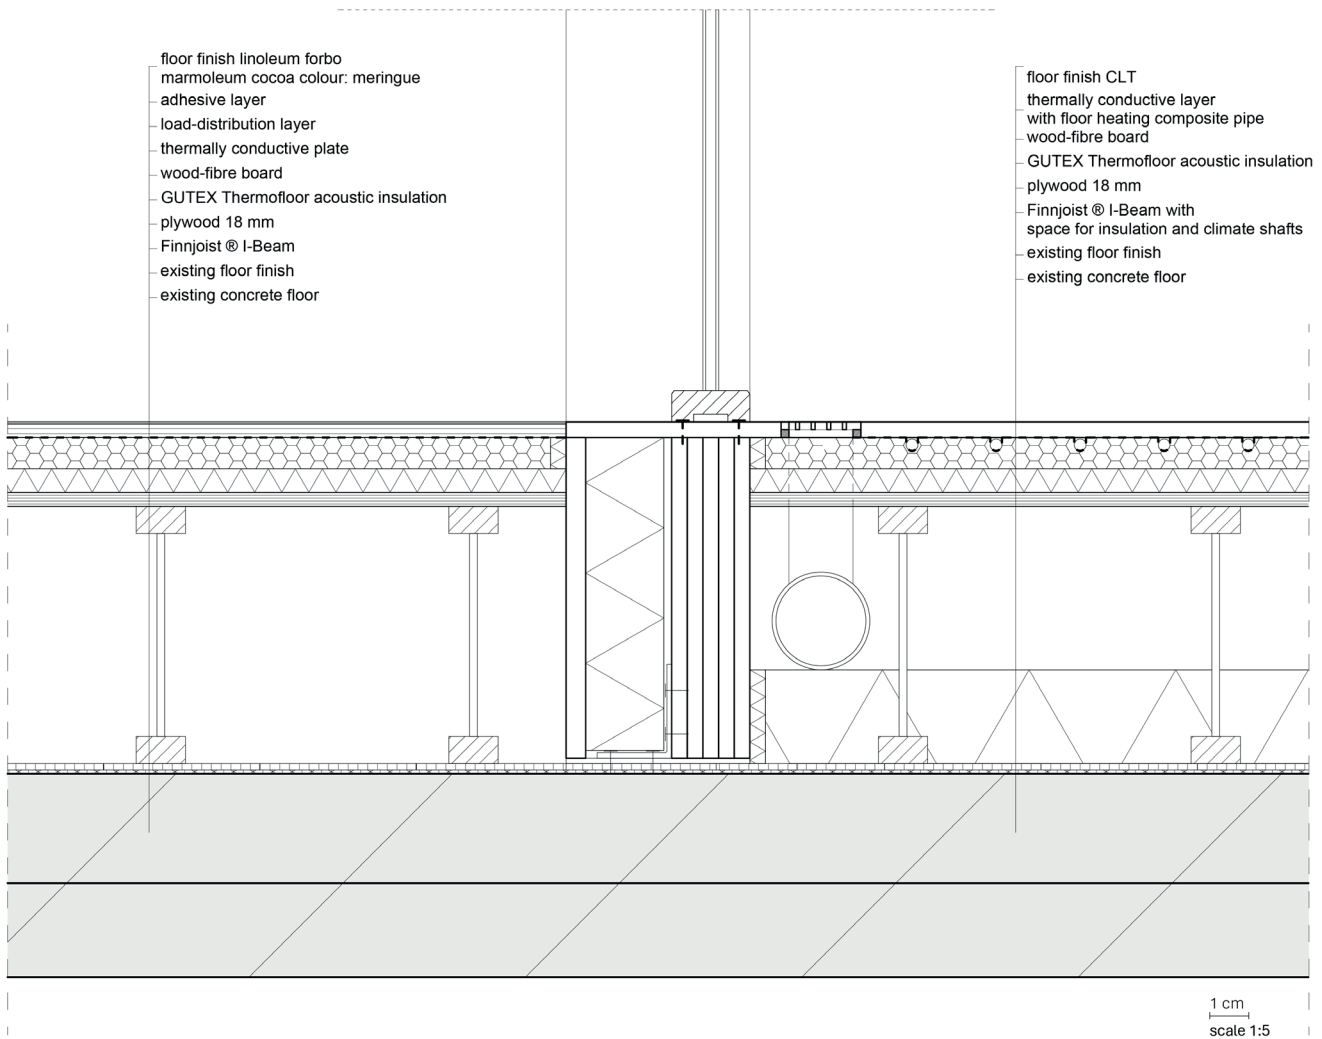 floor finish linoleum forbo
marmoleum cocoa colour: meringue
adhesive layer
load-distribution layer
thermally conductive plate
wood-fibre board
GUTEX Thermofloor acoustic insulation
plywood 18 mm
Finnjoist ® I-Beam
existing floor finish
existing concrete floor
floor finish CLT
thermally conductive layer
with floor heating composite pipe
wood-fibre board
GUTEX Thermofloor acoustic insulation
plywood 18 mm
Finnjoist ® I-Beam with
space for insulation and climate shafts
existing floor finish
existing concrete floor
1 cm
scale 1:5